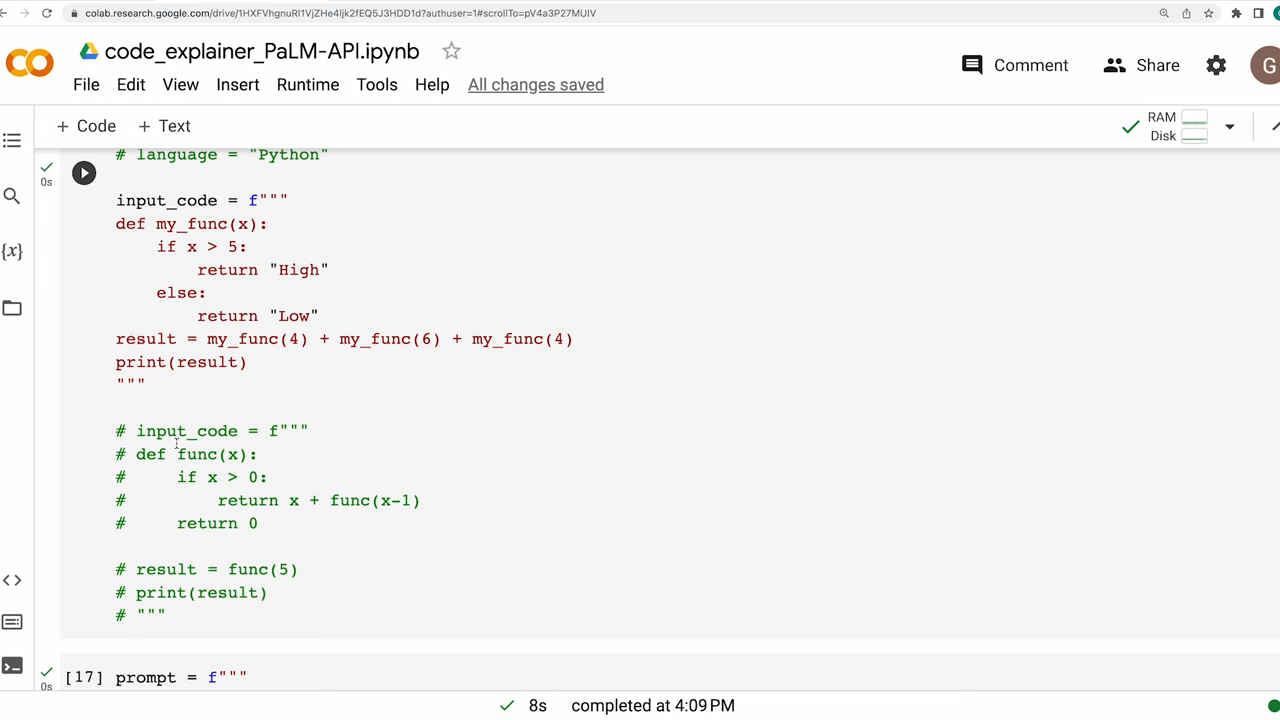 colab.research.google.com/drive/1HXFVhgnuRI1VjZHe4ljk2fEQ5J3HDD1d?authuser=1#scrollTo=pV4a3P27MUIV
code_explainer_PaLM-API.ipynb
Comment
Share
G
File Edit View Insert Runtime Tools Help All changes saved
+ Code + Text
RAM
Disk
# language = "Python"
0s
input_code = f"""
def my_func(x):
    if x > 5:
        return "High"
    else:
        return "Low"
result = my_func(4) + my_func(6) + my_func(4)
print(result)
"""
# input_code = f"""
# def func(x):
#     if x > 0:
#         return x + func(x-1)
#     return 0
# result = func(5)
# print(result)
# """
[17] prompt = f"""
0s
8s completed at 4:09 PM